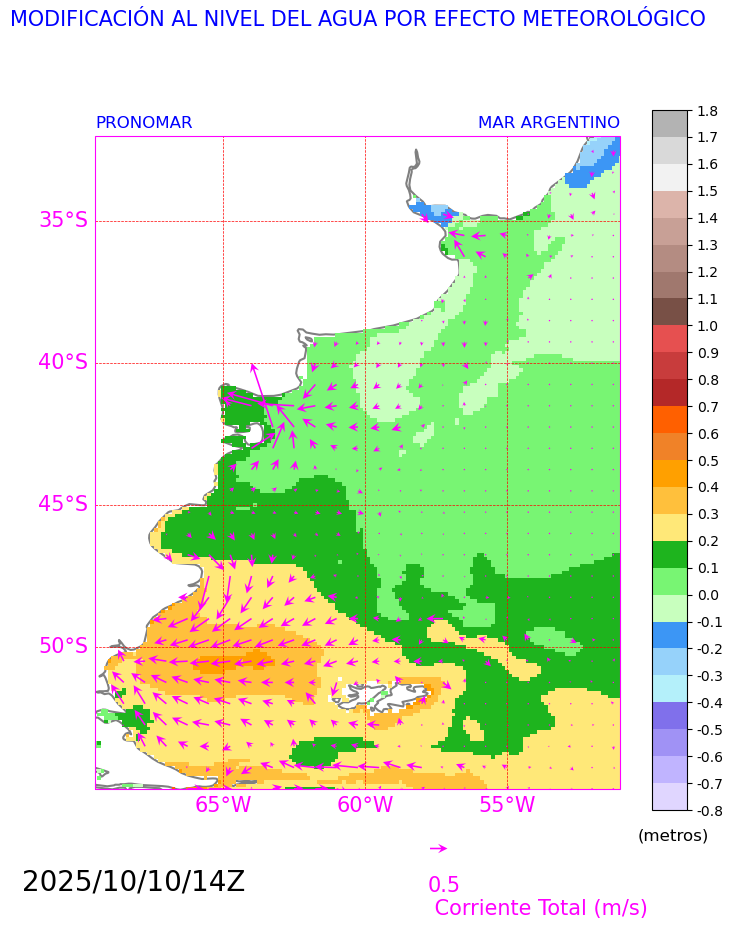 MODIFICACIÓN AL NIVEL DEL AGUA POR EFECTO METEOROLÓGICO
PRONOMAR MAR ARGENTINO
35°S
40°S
45°S
50°S
65°W 60°W 55°W
1.8
1.7
1.6
1.5
1.4
1.3
1.2
1.1
1.0
0.9
0.8
0.7
0.6
0.5
0.4
0.3
0.2
0.1
0.0
-0.1
-0.2
-0.3
-0.4
-0.5
-0.6
-0.7
-0.8
(metros)
2025/10/10/14Z
0.5
Corriente Total (m/s)